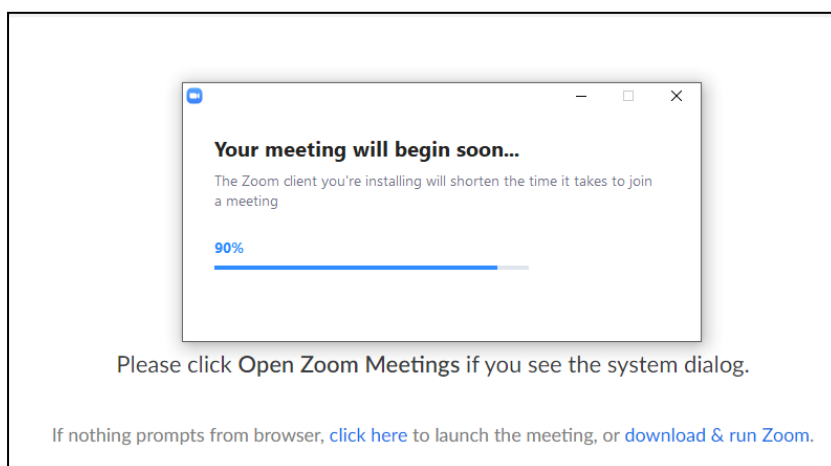 Your meeting will begin soon...
The Zoom client you're installing will shorten the time it takes to join
a meeting
90%
Please click Open Zoom Meetings if you see the system dialog.
If nothing prompts from browser, click here to launch the meeting, or download & run Zoom.